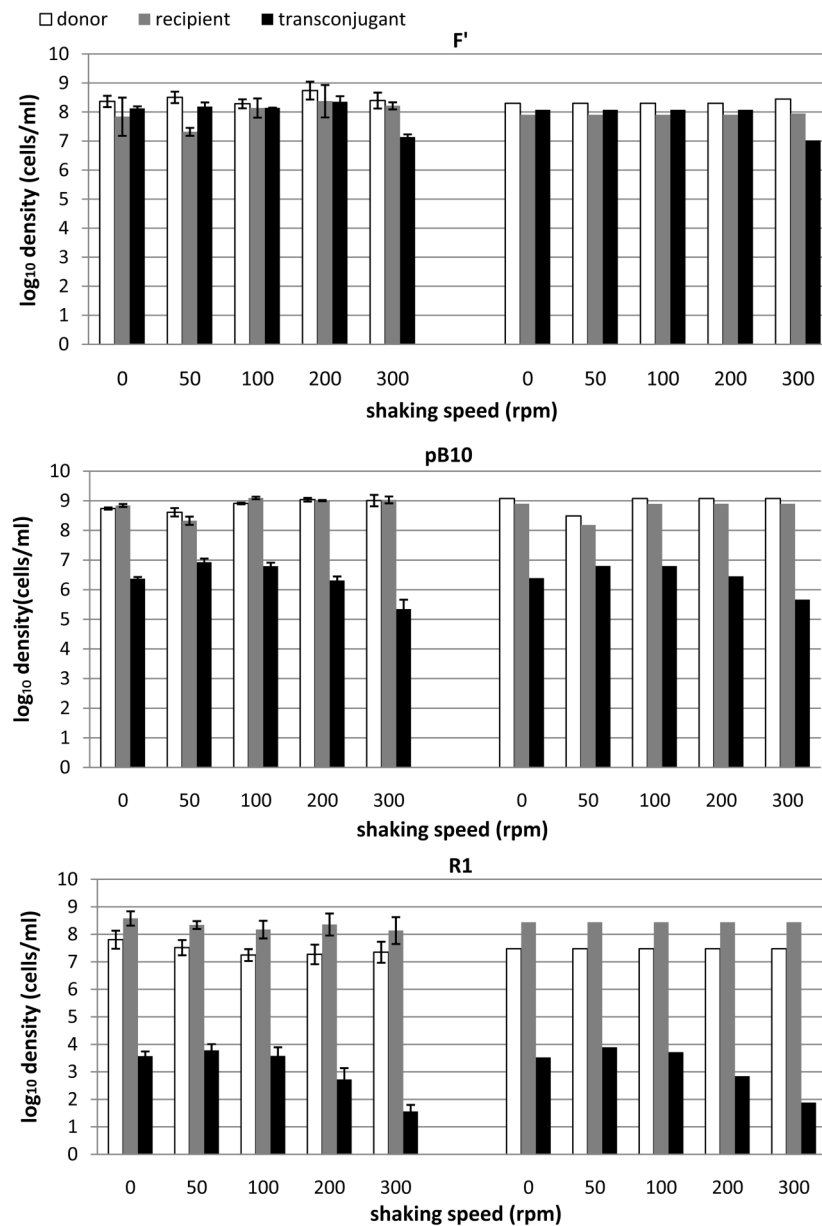 donor recipient transconjugant
F'
10
9
8
7
6
5
4
3
2
1
0
log₁₀ density (cells/ml)
0 50 100 200 300 0 50 100 200 300
shaking speed (rpm)
pB10
10
9
8
7
6
5
4
3
2
1
0
log₁₀ density(cells/ml)
0 50 100 200 300 0 50 100 200 300
shaking speed (rpm)
R1
10
9
8
7
6
5
4
3
2
1
0
log₁₀ density (cells/ml)
0 50 100 200 300 0 50 100 200 300
shaking speed (rpm)